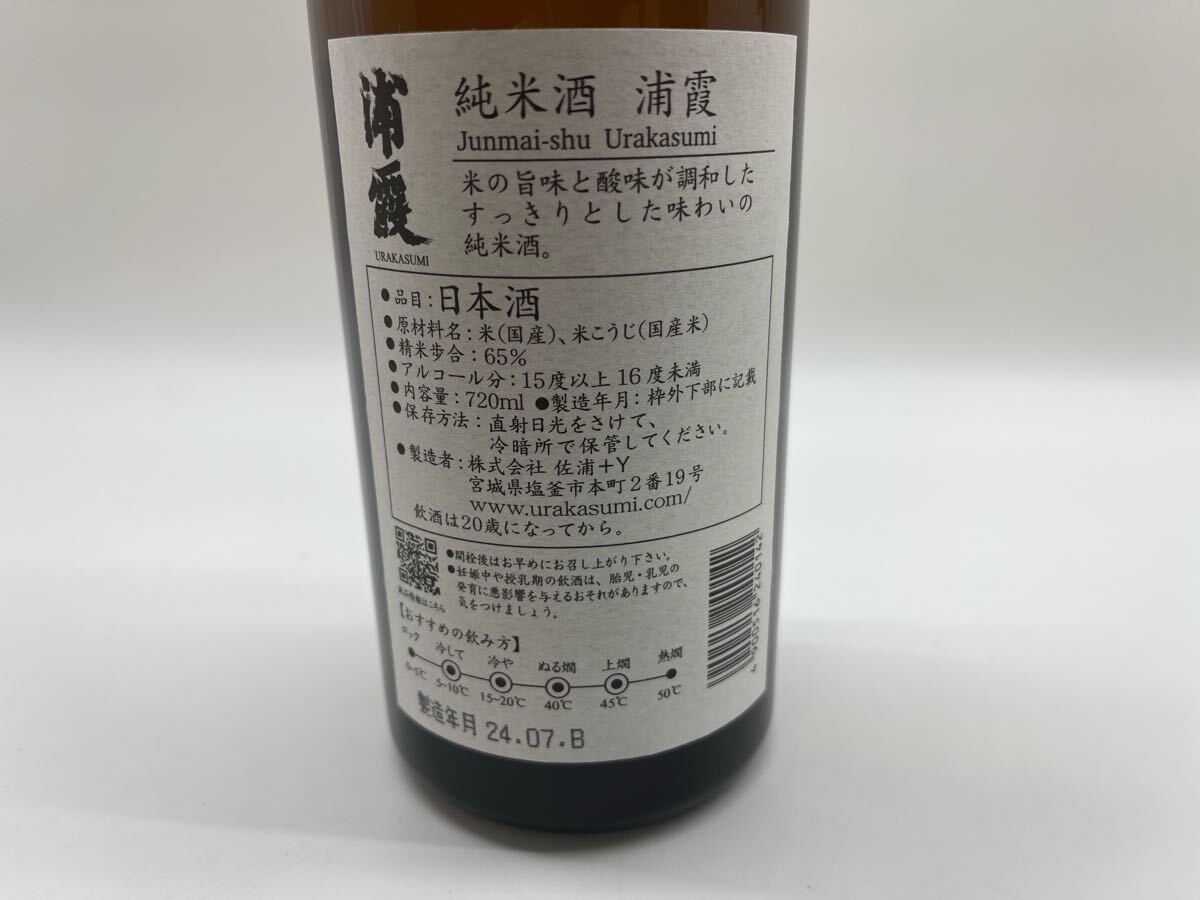 浦霞
URAKASUMI
純米酒 浦霞
Junmai-shu Urakasumi
米の旨味と酸味が調和した
すっきりとした味わいの
純米酒。
●品目:日本酒
●原材料名:米(国産)、米こうじ(国産米)
●精米歩合:65%
●アルコール分:15度以上16度未満
●内容量:720ml ●製造年月:枠外下部に記載
●保存方法:直射日光をさけて、
冷暗所で保管してください。
●製造者:株式会社 佐浦+Y
宮城県塩釜市本町2番19号
www.urakasumi.com/
飲酒は20歳になってから。
商品情報はこちら
●開栓後はお早めにお召し上がり下さい。
●妊娠中や授乳期の飲酒は、胎児・乳児の
発育に悪影響を与えるおそれがありますので、
気をつけましょう。
【おすすめの飲み方】
ロック 冷して 冷や ぬる燗 上燗 熱燗
0~5℃ 5~10℃ 15~20℃ 40℃ 45℃ 50℃
製造年月 24.07.B